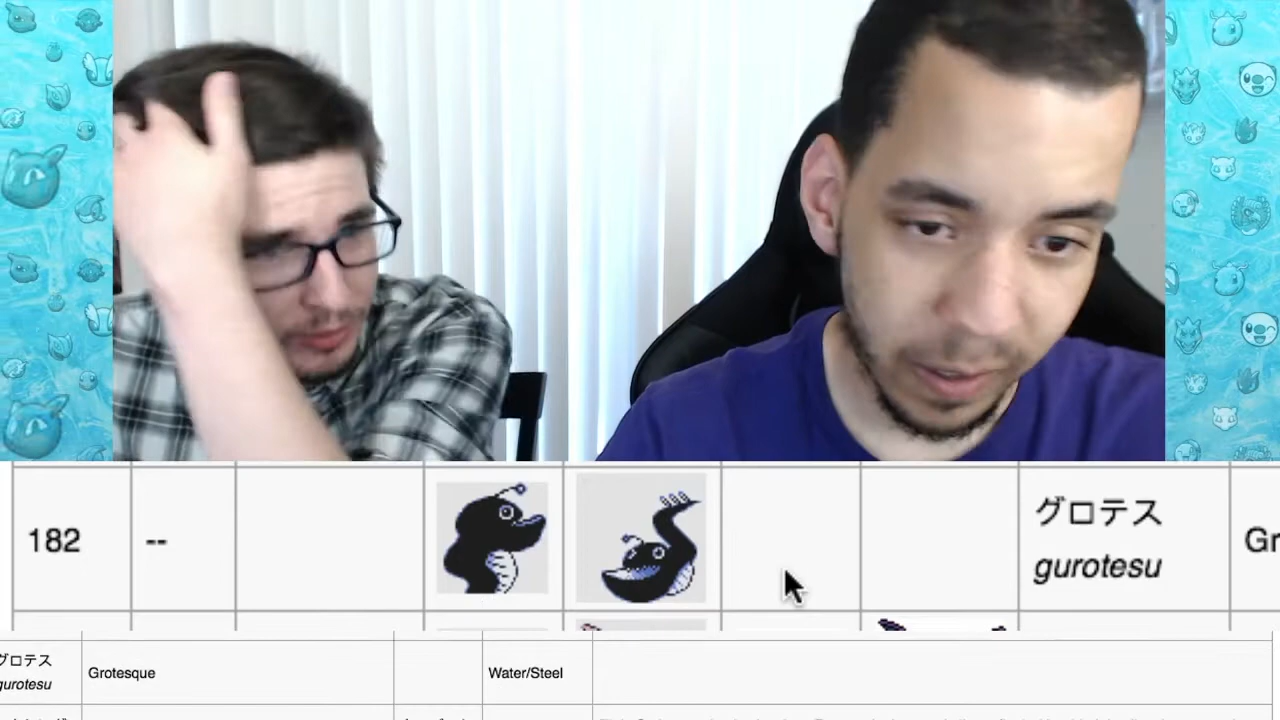 182
--
グロテス
gurotesu
Gr
グロテス
gurotesu
Grotesque
Water/Steel